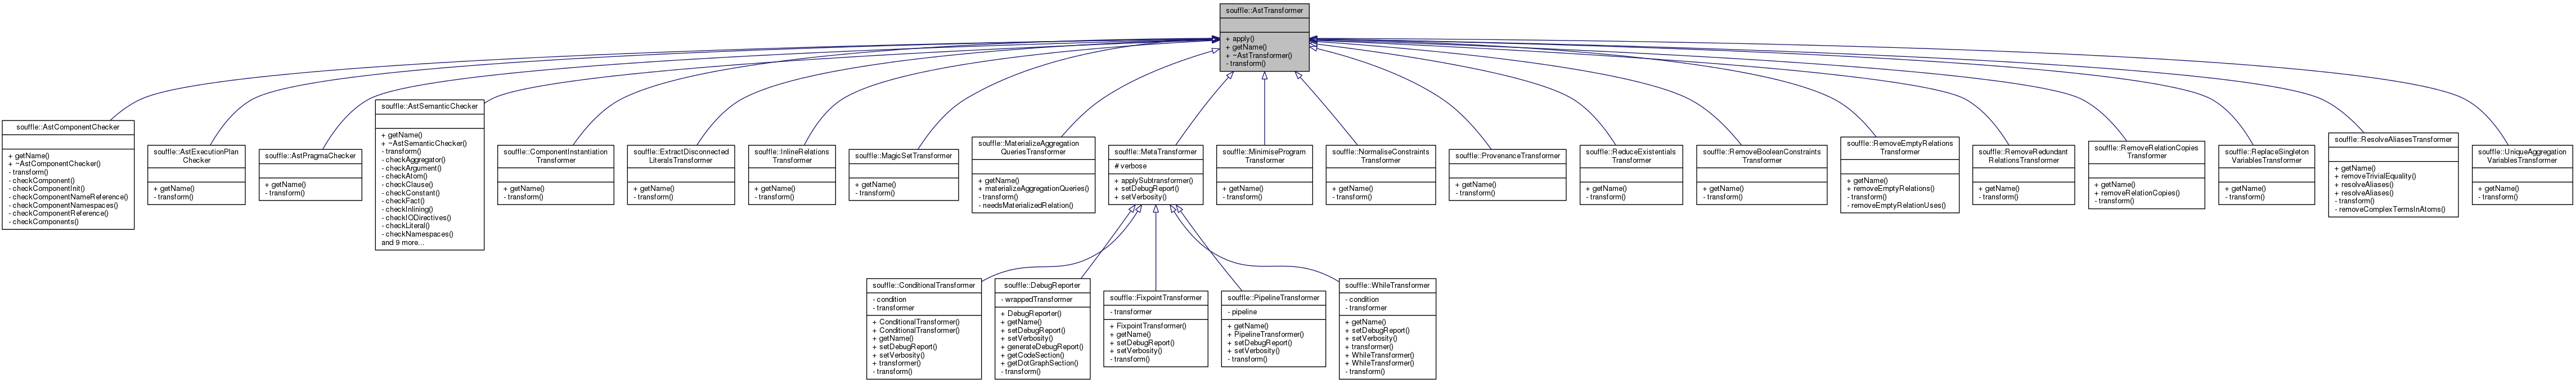 souffle::AstTransformer
+ apply()
+ getName()
+ ~AstTransformer()
- transform()
souffle::AstComponentChecker
+ getName()
+ ~AstComponentChecker()
- transform()
- checkComponent()
- checkComponentInit()
- checkComponentNameReference()
- checkComponentNamespaces()
- checkComponentReference()
- checkComponents()
souffle::AstExecutionPlan
Checker
+ getName()
- transform()
souffle::AstPragmaChecker
+ getName()
- transform()
souffle::AstSemanticChecker
+ getName()
+ ~AstSemanticChecker()
- transform()
- checkAggregator()
- checkArgument()
- checkAtom()
- checkClause()
- checkConstant()
- checkFact()
- checkInlining()
- checkIODirectives()
- checkLiteral()
- checkNamespaces()
and 9 more...
souffle::ComponentInstantiation
Transformer
+ getName()
- transform()
souffle::ExtractDisconnected
LiteralsTransformer
+ getName()
- transform()
souffle::InlineRelations
Transformer
+ getName()
- transform()
souffle::MagicSetTransformer
+ getName()
- transform()
souffle::MaterializeAggregation
QueriesTransformer
+ getName()
+ materializeAggregationQueries()
- transform()
- needsMaterializedRelation()
souffle::MetaTransformer
# verbose
+ applySubtransformer()
+ setDebugReport()
+ setVerbosity()
souffle::MinimiseProgram
Transformer
+ getName()
- transform()
souffle::NormaliseConstraints
Transformer
+ getName()
- transform()
souffle::ProvenanceTransformer
+ getName()
- transform()
souffle::ReduceExistentials
Transformer
+ getName()
- transform()
souffle::RemoveBooleanConstraints
Transformer
+ getName()
- transform()
souffle::RemoveEmptyRelations
Transformer
+ getName()
+ removeEmptyRelations()
- transform()
- removeEmptyRelationUses()
souffle::RemoveRedundant
RelationsTransformer
+ getName()
- transform()
souffle::RemoveRelationCopies
Transformer
+ getName()
+ removeRelationCopies()
- transform()
souffle::ReplaceSingleton
VariablesTransformer
+ getName()
- transform()
souffle::ResolveAliasesTransformer
+ getName()
+ removeTrivialEquality()
+ resolveAliases()
+ resolveAliases()
- transform()
- removeComplexTermsInAtoms()
souffle::UniqueAggregation
VariablesTransformer
+ getName()
- transform()
souffle::ConditionalTransformer
- condition
- transformer
+ ConditionalTransformer()
+ ConditionalTransformer()
+ getName()
+ setDebugReport()
+ setVerbosity()
+ transformer()
- transform()
souffle::DebugReporter
- wrappedTransformer
+ DebugReporter()
+ getName()
+ setDebugReport()
+ setVerbosity()
+ generateDebugReport()
+ getCodeSection()
+ getDotGraphSection()
- transform()
souffle::FixpointTransformer
- transformer
+ FixpointTransformer()
+ getName()
+ setDebugReport()
+ setVerbosity()
- transform()
souffle::PipelineTransformer
- pipeline
+ getName()
+ PipelineTransformer()
+ setDebugReport()
+ setVerbosity()
- transform()
souffle::WhileTransformer
- condition
- transformer
+ getName()
+ setDebugReport()
+ setVerbosity()
+ transformer()
+ WhileTransformer()
+ WhileTransformer()
- transform()